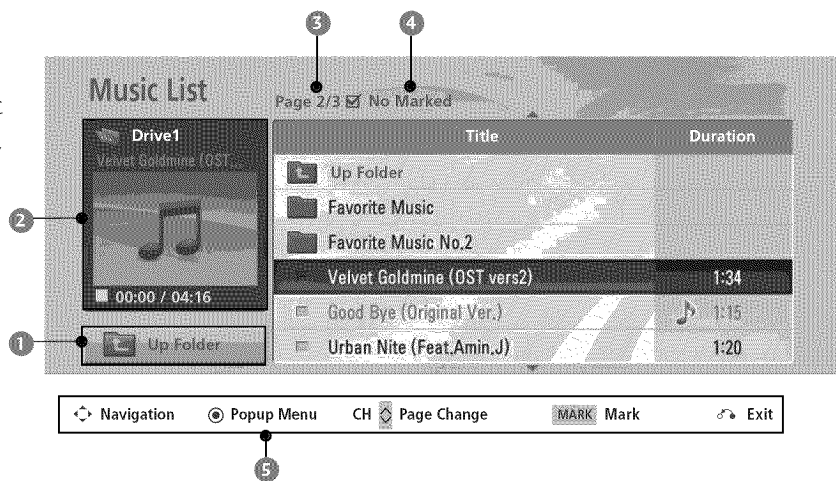 3 4
Music List
Page 2/3 No Marked
t
Drive1
Velvet Goldmine (OST...
Title Duration
Up Folder
Favorite Music
Favorite Music No.2
2
Velvet Goldmine (OST vers2) 1:34
00:00 / 04:16
Good Bye (Original Ver.) 1:15
1
Up Folder
Urban Nite (Feat.Amin.J) 1:20
Navigation Popup Menu CH Page Change MARK Mark Exit
5